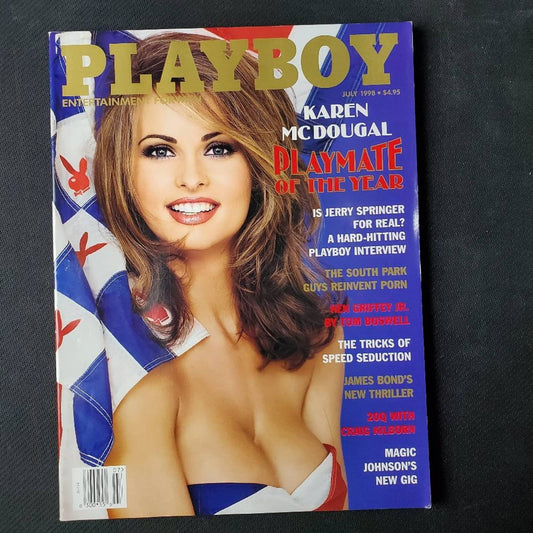 PLAYBOY
ENTERTAINMENT FOR
JULY 1998 • $4.95
KAREN
MCDOUGAL
PLAYMATE
OF THE YEAR
IS JERRY SPRINGER
FOR REAL?
A HARD-HITTING
PLAYBOY INTERVIEW
THE SOUTH PARK
GUYS REINVENT PORN
KEN GRIFFEY JR.
BY TOM BOSWELL
THE TRICKS OF
SPEED SEDUCTION
JAMES BOND'S
NEW THRILLER
20Q WITH
CRAIG KILBORN
MAGIC
JOHNSON'S
NEW GIG
07>